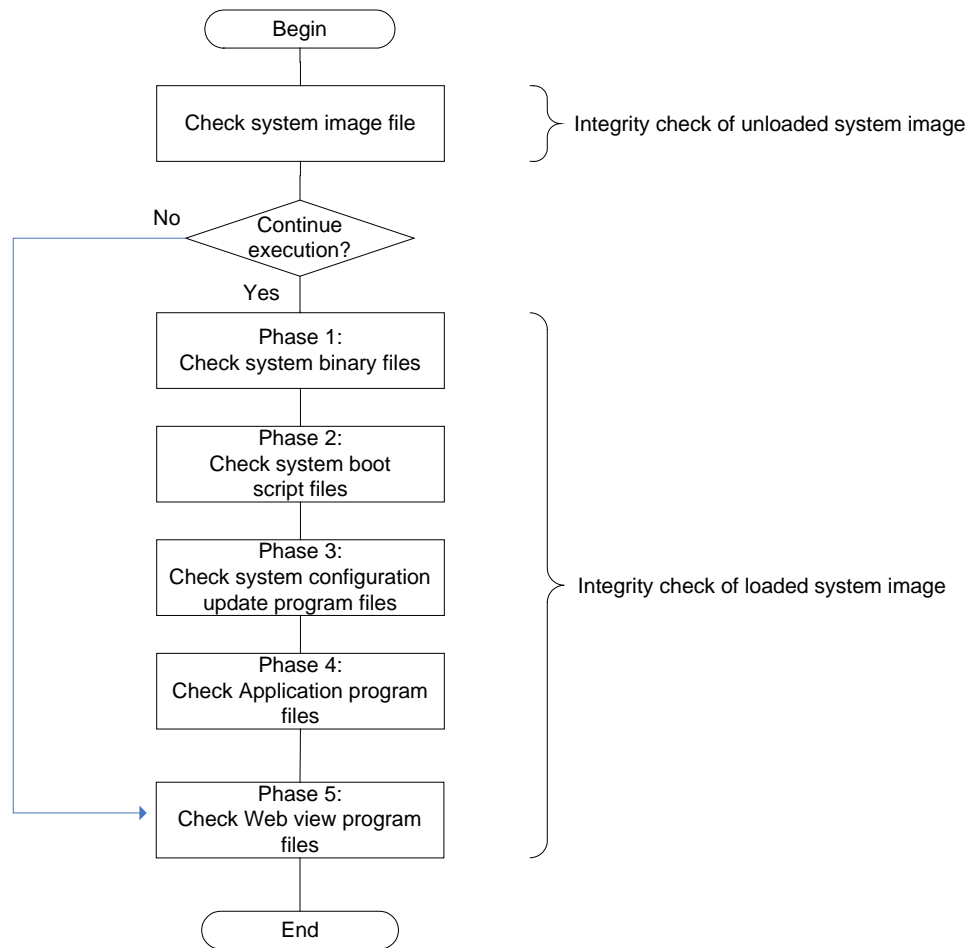 Begin
Check system image file
Integrity check of unloaded system image
No
Continue
execution?
Yes
Phase 1:
Check system binary files
Phase 2:
Check system boot
script files
Phase 3:
Check system configuration
update program files
Integrity check of loaded system image
Phase 4:
Check Application program
files
Phase 5:
Check Web view program
files
End